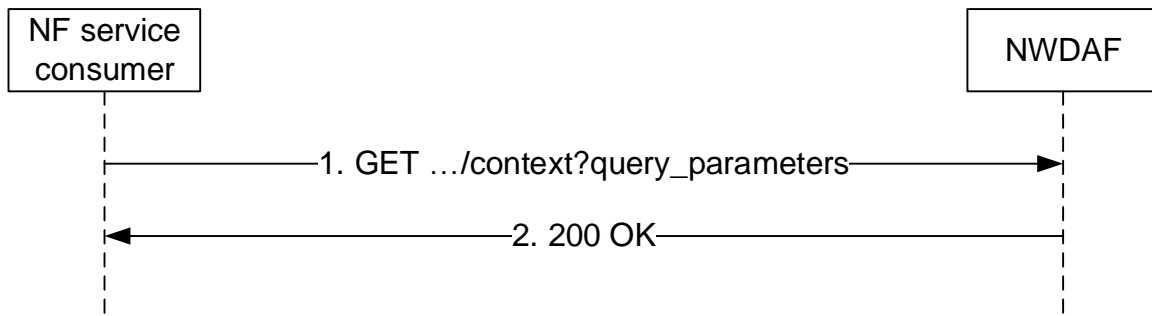 NF service
consumer
NWDAF
1. GET …/context?query_parameters
2. 200 OK